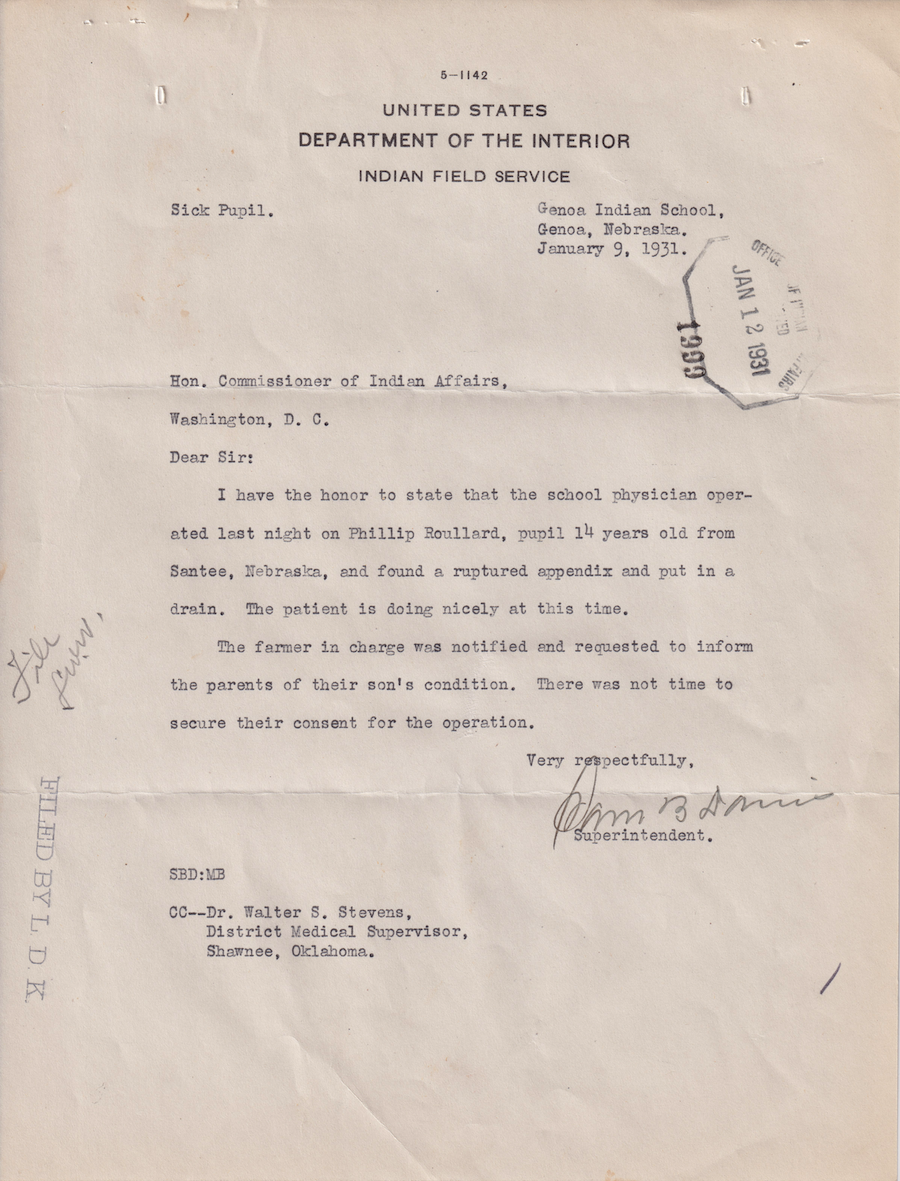 5-1142
UNITED STATES
DEPARTMENT OF THE INTERIOR
INDIAN FIELD SERVICE
Sick Pupil.
Genoa Indian School,
Genoa, Nebraska.
January 9, 1931.
OFFICE OF INDIAN AFFAIRS
JAN 12 1931
1999
Hon. Commissioner of Indian Affairs,
Washington, D. C.
Dear Sir:
I have the honor to state that the school physician oper-
ated last night on Phillip Roullard, pupil 14 years old from
Santee, Nebraska, and found a ruptured appendix and put in a
drain. The patient is doing nicely at this time.
The farmer in charge was notified and requested to inform
the parents of their son's condition. There was not time to
secure their consent for the operation.
Very respectfully,
Sam B Davis
Superintendent.
SBD:MB
CC--Dr. Walter S. Stevens,
District Medical Supervisor,
Shawnee, Oklahoma.
File
FILED BY L. D. K.